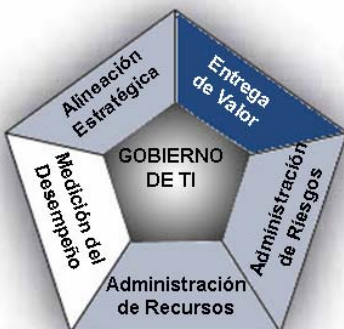 Alineación
Estratégica
Entrega
de Valor
GOBIERNO
DE TI
Medición del
Desempeño
Administración
de Riesgos
Administración
de Recursos